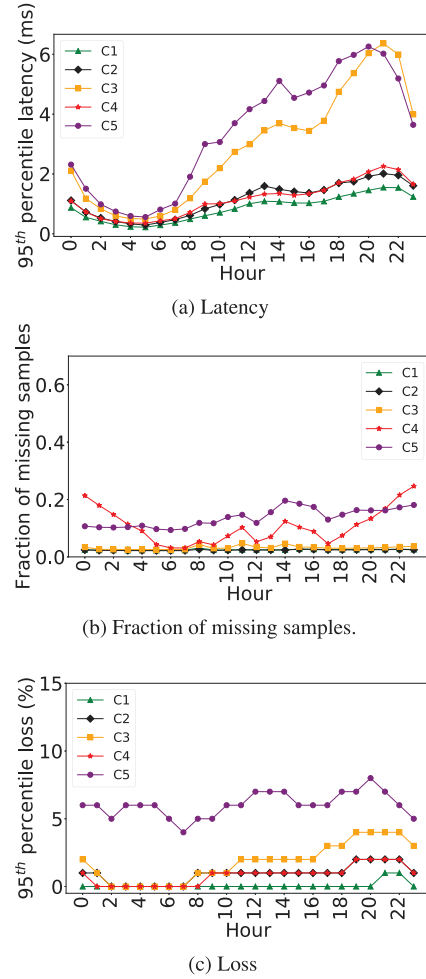 95th percentile latency (ms)
6
4
2
0
C1
C2
C3
C4
C5
0 2 4 6 8 10 12 14 16 18 20 22
Hour
(a) Latency
Fraction of missing samples
0.6
0.4
0.2
0.0
C1
C2
C3
C4
C5
0 2 4 6 8 10 12 14 16 18 20 22
Hour
(b) Fraction of missing samples.
95th percentile loss (%)
15
10
5
0
C1
C2
C3
C4
C5
0 2 4 6 8 10 12 14 16 18 20 22
Hour
(c) Loss